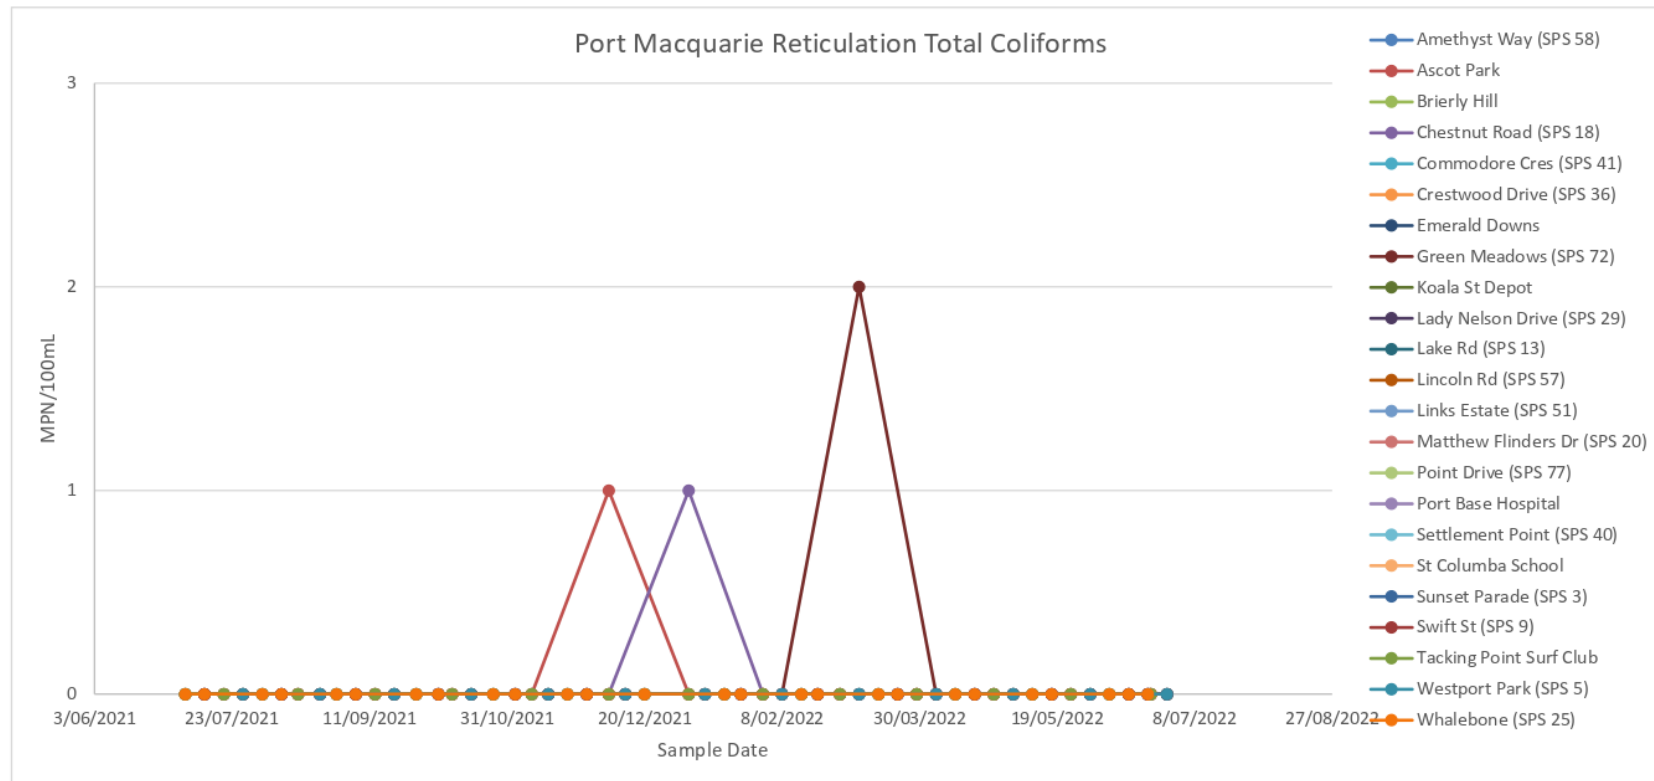 Port Macquarie Reticulation Total Coliforms
3
2
1
0
MPN/100mL
3/06/2021
23/07/2021
11/09/2021
31/10/2021
20/12/2021
8/02/2022
30/03/2022
19/05/2022
8/07/2022
27/08/2022
Sample Date
Amethyst Way (SPS 58)
Ascot Park
Brierly Hill
Chestnut Road (SPS 18)
Commodore Cres (SPS 41)
Crestwood Drive (SPS 36)
Emerald Downs
Green Meadows (SPS 72)
Koala St Depot
Lady Nelson Drive (SPS 29)
Lake Rd (SPS 13)
Lincoln Rd (SPS 57)
Links Estate (SPS 51)
Matthew Flinders Dr (SPS 20)
Point Drive (SPS 77)
Port Base Hospital
Settlement Point (SPS 40)
St Columba School
Sunset Parade (SPS 3)
Swift St (SPS 9)
Tacking Point Surf Club
Westport Park (SPS 5)
Whalebone (SPS 25)